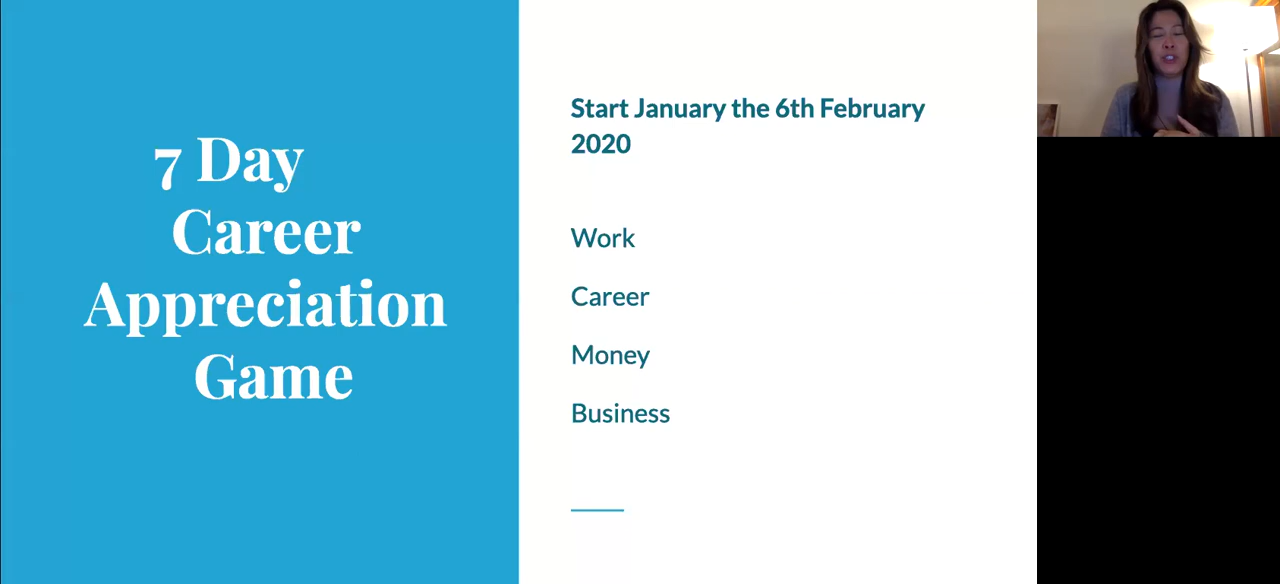 7 Day
Career
Appreciation
Game
Start January the 6th February
2020
Work
Career
Money
Business